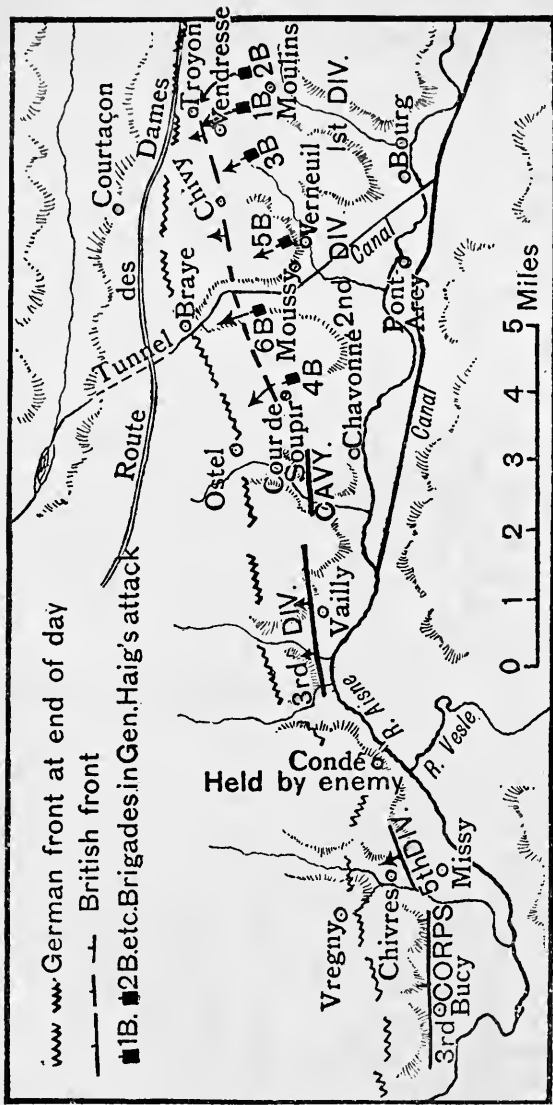 German front at end of day
British front
1B. 2B.etc.Brigades.in Gen.Haig's attack
Courtaçon
Route des Dames
Tunnel
Troyon
Vendresse
Braye
Chivy
1B
2B
3B
Moulins
5B
Verneuil
1st DIV.
6B
Moussy
2nd DIV.
Canal
Bourg
Ostel
Cour de
Soupir
4B
CAVY.
Chavonne
Pont-
Arcy
Canal
3rd DIV.
Vailly
R. Aisne
Condé
Held by enemy
R. Vesle
Vregny
Chivres
5th DIV.
Missy
3rd CORPS
Bucy
0 1 2 3 4 5 Miles